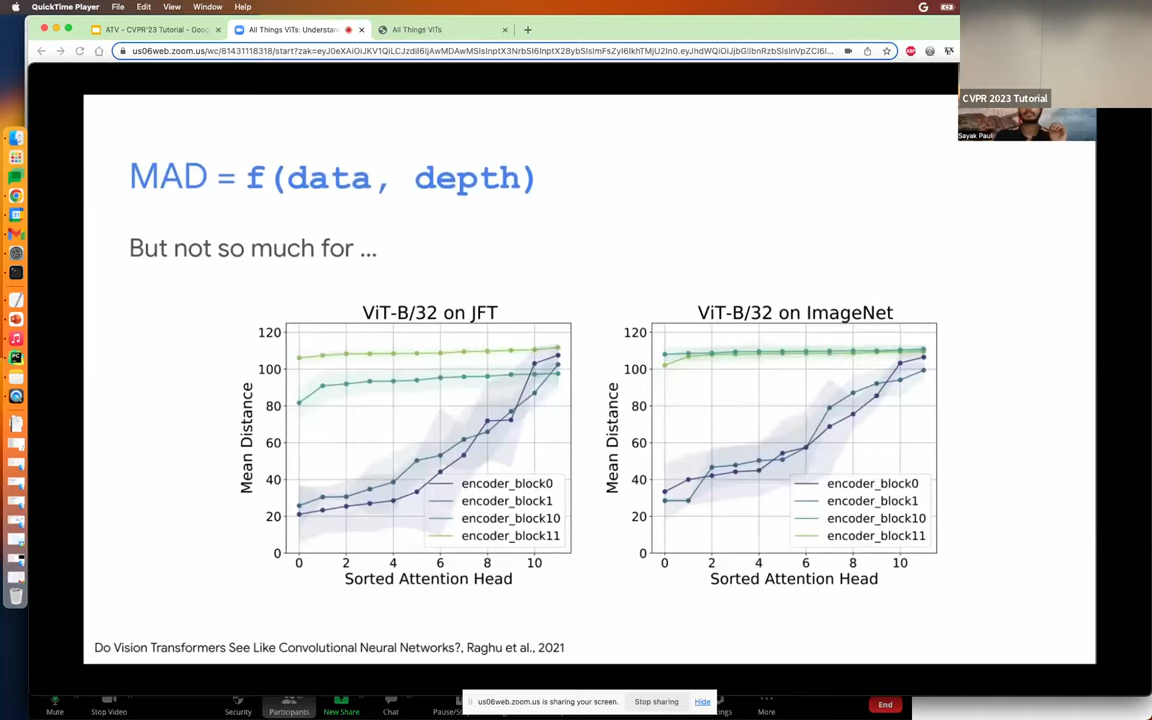 QuickTime Player File Edit View Window Help
ATV - CVPR'23 Tutorial - Goog
All Things ViTs: Understan
All Things ViTs
CVPR 2023 Tutorial
Sayak Paul
MAD = f(data, depth)
But not so much for ...
ViT-B/32 on JFT
120
100
80
60
40
20
0
Mean Distance
encoder_block0
encoder_block1
encoder_block10
encoder_block11
0 2 4 6 8 10
Sorted Attention Head
ViT-B/32 on ImageNet
120
100
80
60
40
20
0
Mean Distance
encoder_block0
encoder_block1
encoder_block10
encoder_block11
0 2 4 6 8 10
Sorted Attention Head
Do Vision Transformers See Like Convolutional Neural Networks?, Raghu et al., 2021
us06web.zoom.us is sharing your screen. Stop sharing Hide
Mute Stop Video Security Participants New Share Chat More End